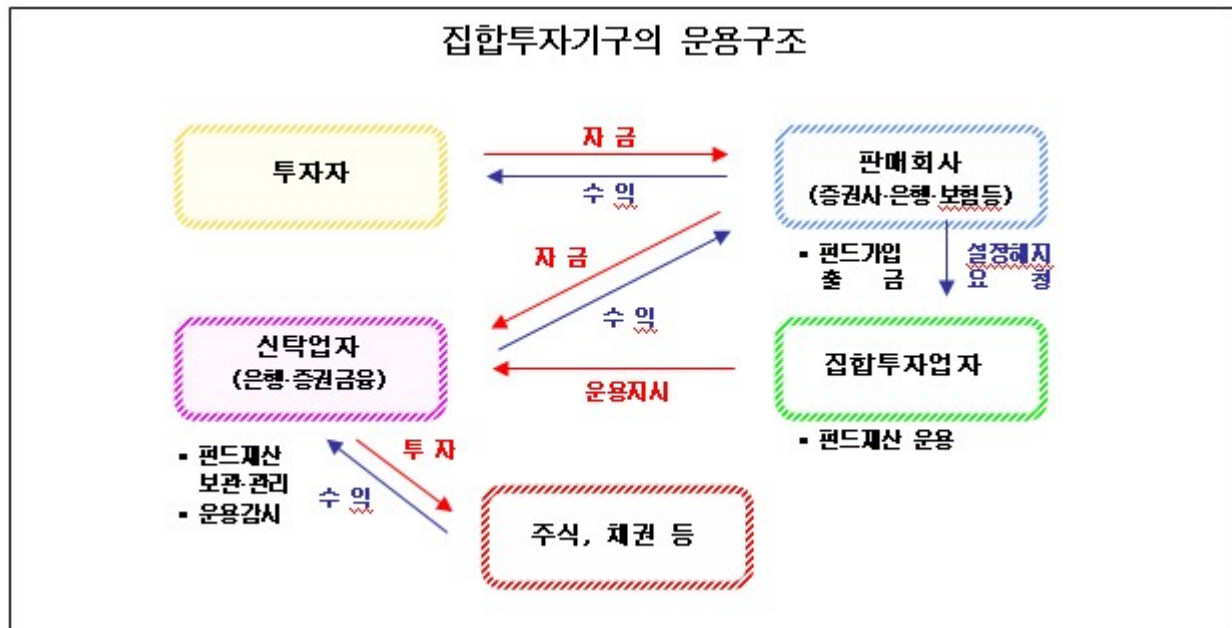 집합투자기구의 운용구조
투자자
자 금
수 익
판매회사
(증권사·은행·보험등)
자 금
수 익
▪ 펀드가입
출 금
설정해지
요 청
신탁업자
(은행·증권금융)
운용지시
집합투자업자
▪ 펀드재산 운용
▪ 펀드재산
보관·관리
▪ 운용감시
투 자
수 익
주식, 채권 등